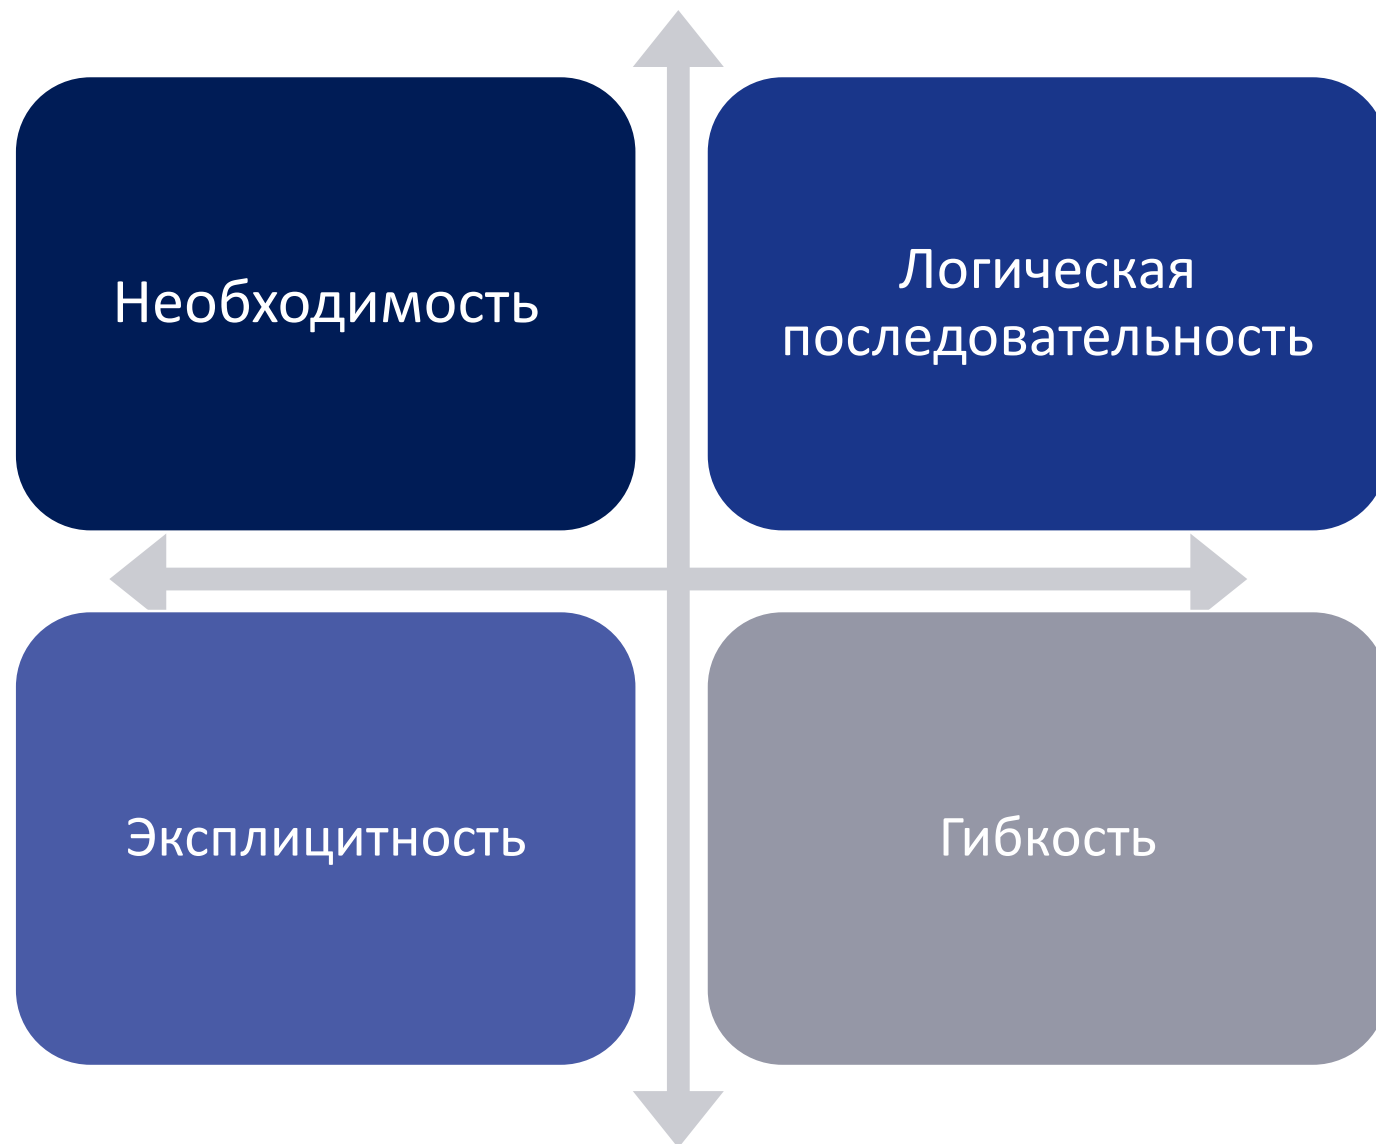 Необходимость
Логическая
последовательность
Эксплицитность
Гибкость